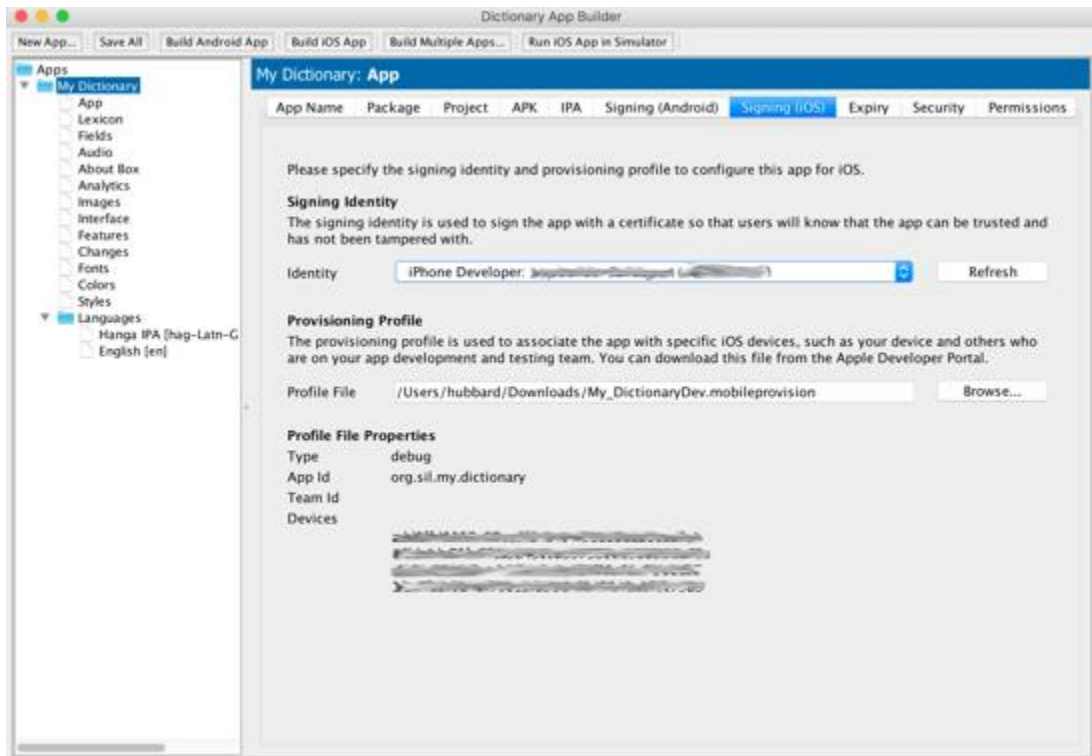 Dictionary App Builder
New App... Save All Build Android App Build iOS App Build Multiple Apps... Run iOS App in Simulator
Apps
My Dictionary
App
Lexicon
Fields
Audio
About Box
Analytics
Images
Interface
Features
Changes
Fonts
Colors
Styles
Languages
Hanga IPA [hag-Latn-G
English [en]
My Dictionary: App
App Name Package Project APK IPA Signing (Android) Signing (iOS) Expiry Security Permissions
Please specify the signing identity and provisioning profile to configure this app for iOS.
Signing Identity
The signing identity is used to sign the app with a certificate so that users will know that the app can be trusted and
has not been tampered with.
Identity iPhone Developer: Refresh
Provisioning Profile
The provisioning profile is used to associate the app with specific iOS devices, such as your device and others who
are on your app development and testing team. You can download this file from the Apple Developer Portal.
Profile File /Users/hubbard/Downloads/My_DictionaryDev.mobileprovision Browse...
Profile File Properties
Type debug
App Id org.sil.my.dictionary
Team Id
Devices